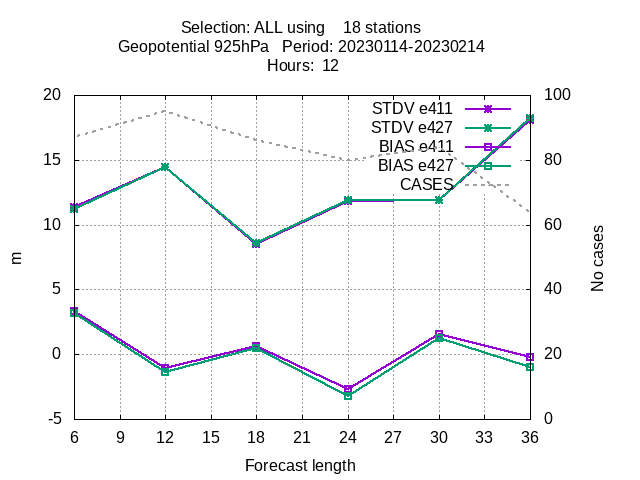 Selection: ALL using    18 stations
Geopotential 925hPa   Period: 20230114-20230214
Hours:  12
STDV e411
STDV e427
BIAS e411
BIAS e427
CASES
20
15
10
5
0
-5
m
100
80
60
40
20
0
No cases
6 9 12 15 18 21 24 27 30 33 36
Forecast length